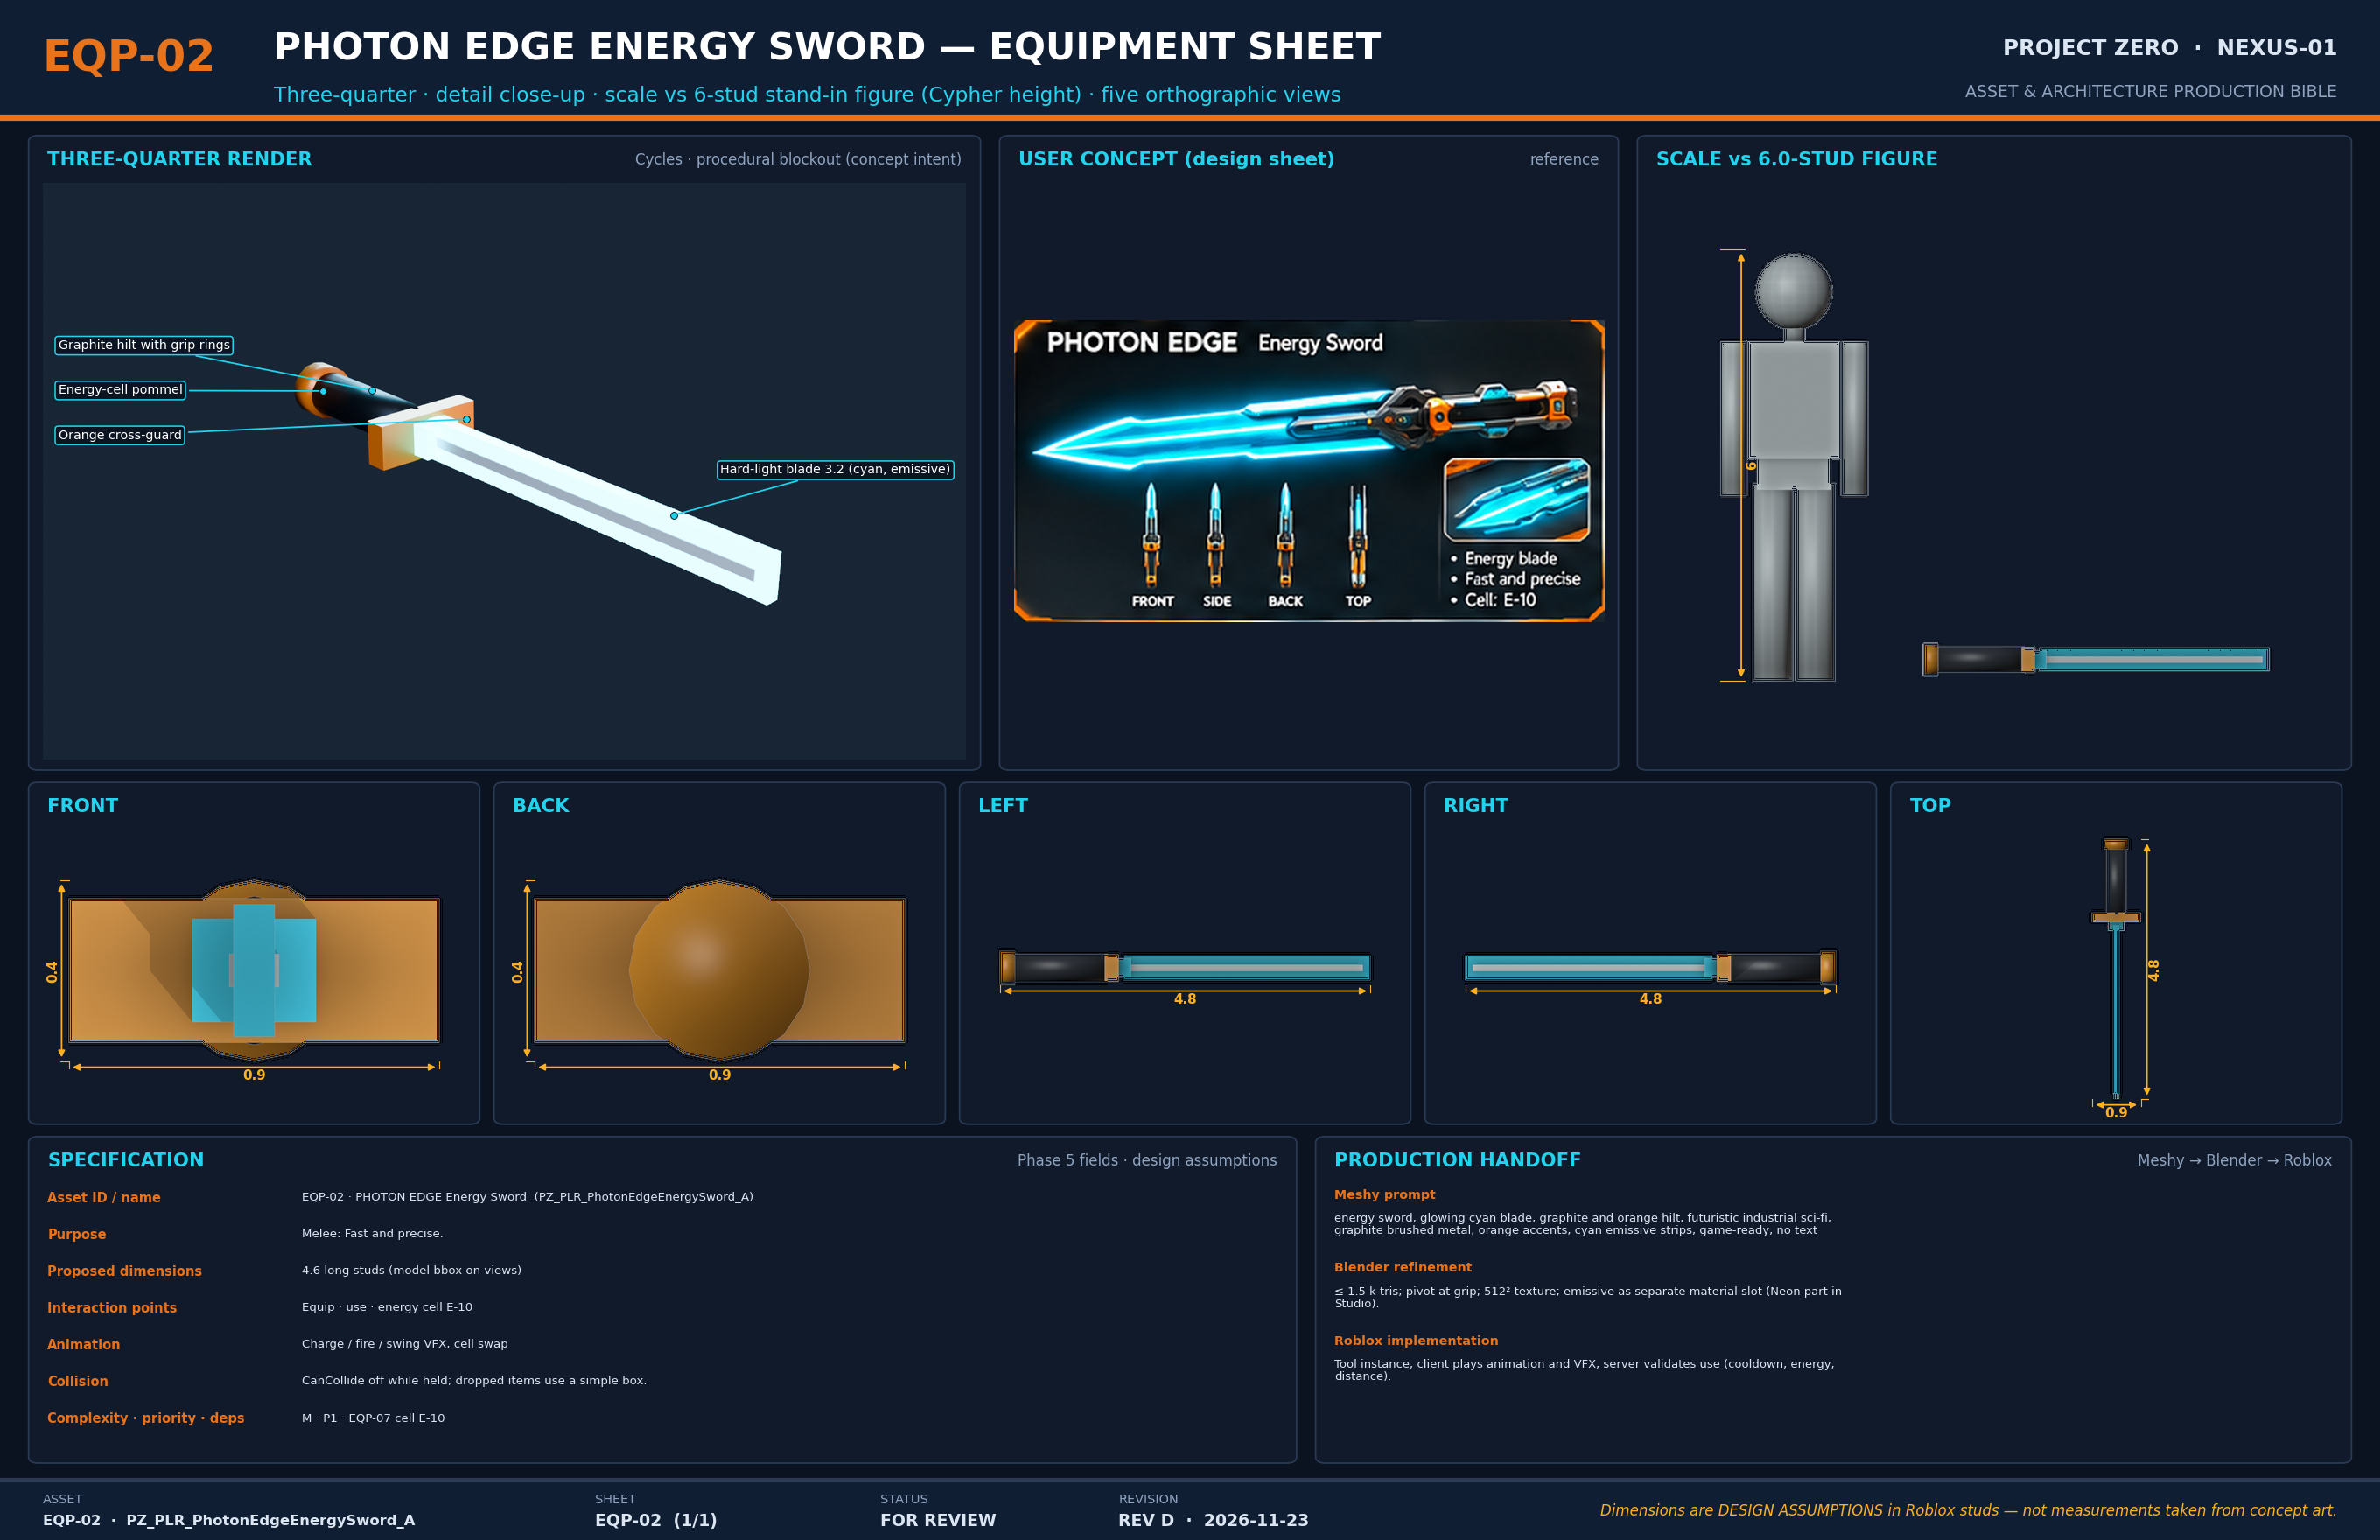 EQP-02
PHOTON EDGE ENERGY SWORD — EQUIPMENT SHEET
Three-quarter · detail close-up · scale vs 6-stud stand-in figure (Cypher height) · five orthographic views
PROJECT ZERO · NEXUS-01
ASSET & ARCHITECTURE PRODUCTION BIBLE
THREE-QUARTER RENDER
Cycles · procedural blockout (concept intent)
Graphite hilt with grip rings
Energy-cell pommel
Orange cross-guard
Hard-light blade 3.2 (cyan, emissive)
USER CONCEPT (design sheet)
reference
PHOTON EDGE Energy Sword
FRONT
SIDE
BACK
TOP
• Energy blade
• Fast and precise
• Cell: E-10
SCALE vs 6.0-STUD FIGURE
6
FRONT
0.4
0.9
BACK
0.4
0.9
LEFT
4.8
RIGHT
4.8
TOP
4.8
0.9
SPECIFICATION
Phase 5 fields · design assumptions
Asset ID / name
EQP-02 · PHOTON EDGE Energy Sword (PZ_PLR_PhotonEdgeEnergySword_A)
Purpose
Melee: Fast and precise.
Proposed dimensions
4.6 long studs (model bbox on views)
Interaction points
Equip · use · energy cell E-10
Animation
Charge / fire / swing VFX, cell swap
Collision
CanCollide off while held; dropped items use a simple box.
Complexity · priority · deps
M · P1 · EQP-07 cell E-10
PRODUCTION HANDOFF
Meshy → Blender → Roblox
Meshy prompt
energy sword, glowing cyan blade, graphite and orange hilt, futuristic industrial sci-fi,
graphite brushed metal, orange accents, cyan emissive strips, game-ready, no text
Blender refinement
≤ 1.5 k tris; pivot at grip; 512² texture; emissive as separate material slot (Neon part in
Studio).
Roblox implementation
Tool instance; client plays animation and VFX, server validates use (cooldown, energy,
distance).
ASSET
EQP-02 · PZ_PLR_PhotonEdgeEnergySword_A
SHEET
EQP-02 (1/1)
STATUS
FOR REVIEW
REVISION
REV D · 2026-11-23
Dimensions are DESIGN ASSUMPTIONS in Roblox studs — not measurements taken from concept art.